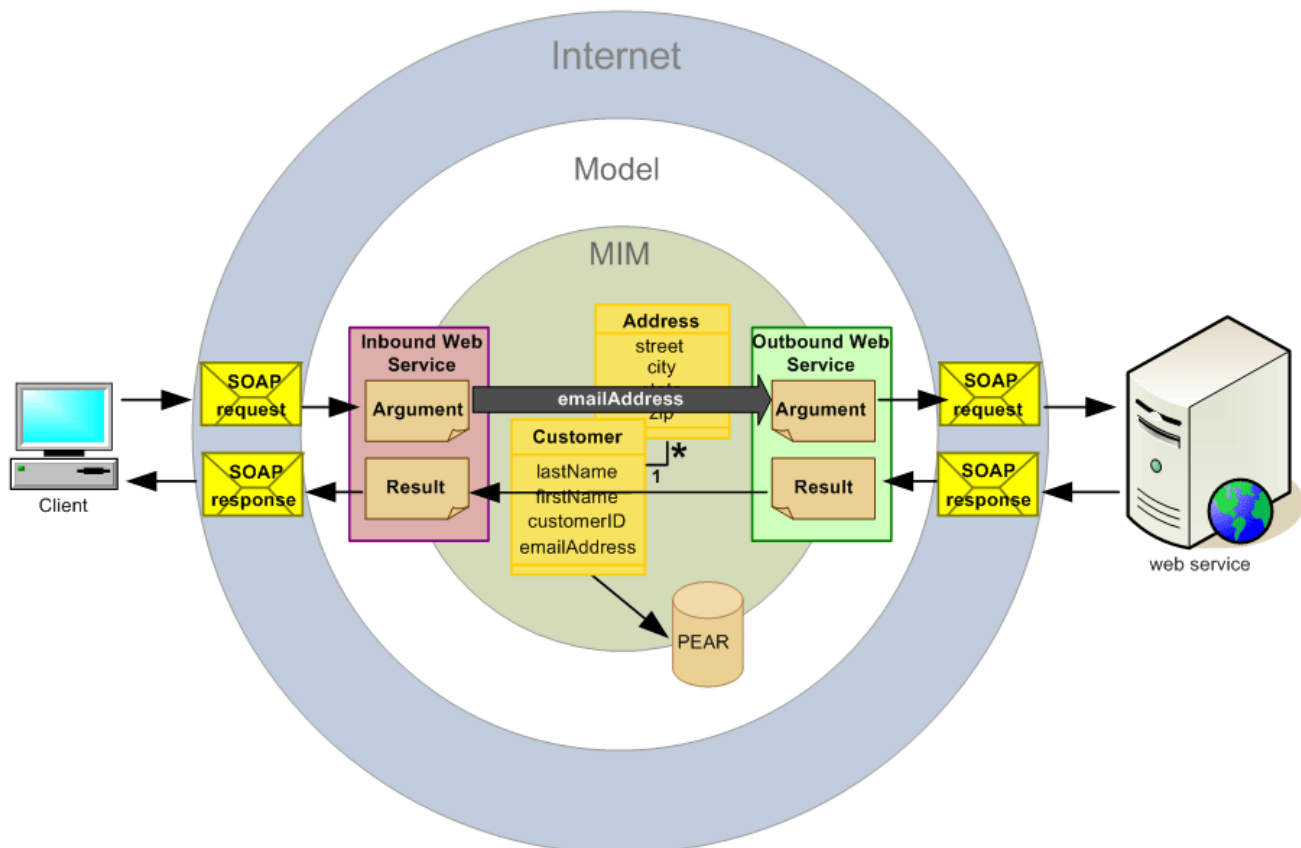 Internet
Model
MIM
Address
street
city
zip
Inbound Web
Service
Argument
Result
emailAddress
Outbound Web
Service
Argument
Result
Customer
lastName
firstName
customerID
emailAddress
*
1
PEAR
SOAP
request
SOAP
response
Client
SOAP
request
SOAP
response
web service